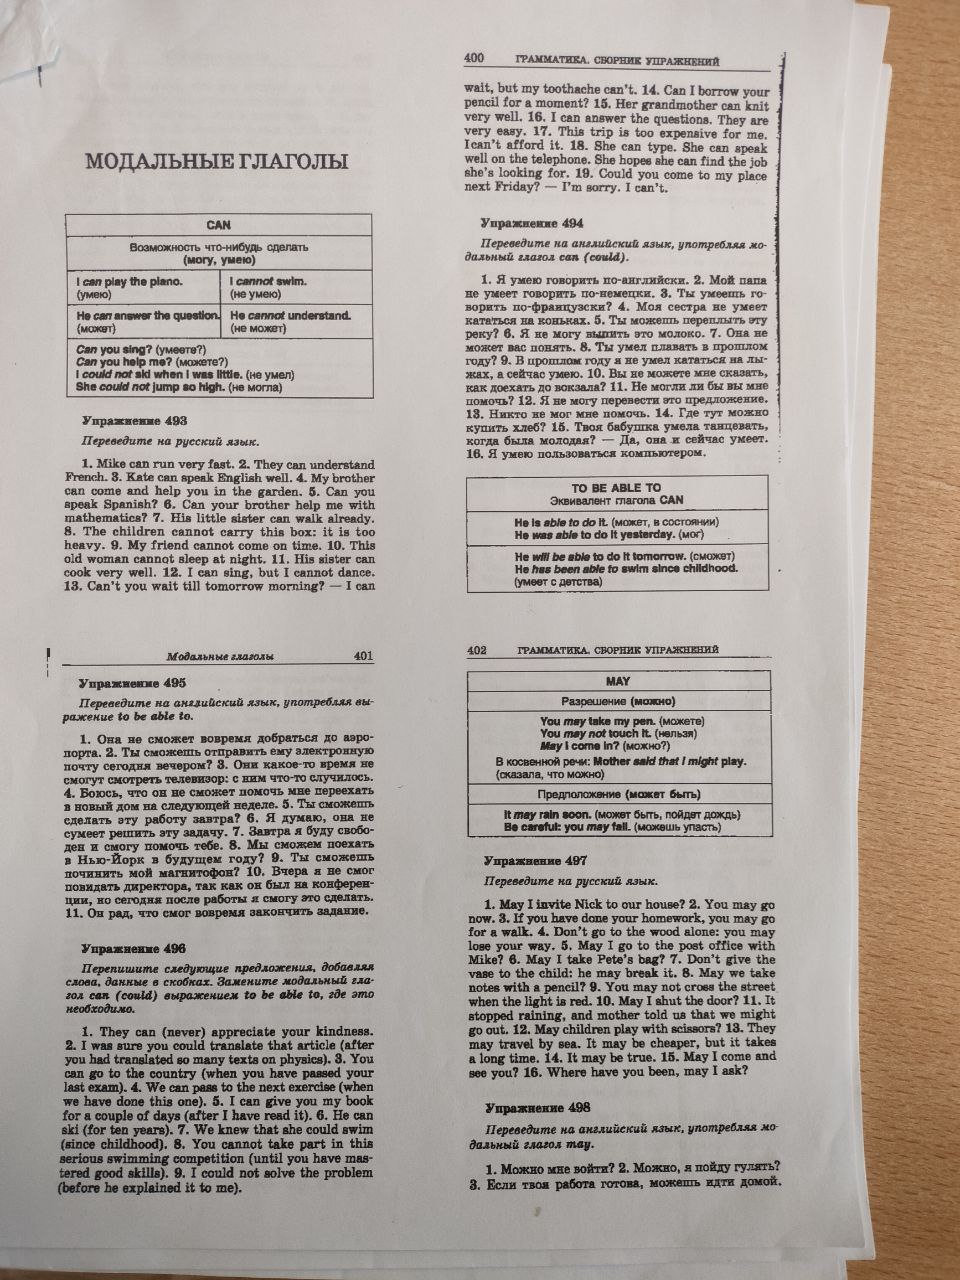 МОДАЛЬНЫЕ ГЛАГОЛЫ
CAN
Возможность что-нибудь сделать
(могу, умею)
I can play the piano.
(умею)
I cannot swim.
(не умею)
He can answer the question.
(может)
He cannot understand.
(не может)
Can you sing? (умеете?)
Can you help me? (можете?)
I could not ski when I was little. (не умел)
She could not jump so high. (не могла)
Упражнение 493
Переведите на русский язык.
1. Mike can run very fast. 2. They can understand
French. 3. Kate can speak English well. 4. My brother
can come and help you in the garden. 5. Can you
speak Spanish? 6. Can your brother help me with
mathematics? 7. His little sister can walk already.
8. The children cannot carry this box: it is too
heavy. 9. My friend cannot come on time. 10. This
old woman cannot sleep at night. 11. His sister can
cook very well. 12. I can sing, but I cannot dance.
13. Can't you wait till tomorrow morning? — I can
400 ГРАММАТИКА. СБОРНИК УПРАЖНЕНИЙ
wait, but my toothache can't. 14. Can I borrow your
pencil for a moment? 15. Her grandmother can knit
very well. 16. I can answer the questions. They are
very easy. 17. This trip is too expensive for me.
I can't afford it. 18. She can type. She can speak
well on the telephone. She hopes she can find the job
she's looking for. 19. Could you come to my place
next Friday? — I'm sorry. I can't.
Упражнение 494
Переведите на английский язык, употребляя мо-
дальный глагол can (could).
1. Я умею говорить по-английски. 2. Мой папа
не умеет говорить по-немецки. 3. Ты умеешь го-
ворить по-французски? 4. Моя сестра не умеет
кататься на коньках. 5. Ты можешь переплыть эту
реку? 6. Я не могу выпить это молоко. 7. Она не
может вас понять. 8. Ты умел плавать в прошлом
году? 9. В прошлом году я не умел кататься на лы-
жах, а сейчас умею. 10. Вы не можете мне сказать,
как доехать до вокзала? 11. Не могли ли бы вы мне
помочь? 12. Я не могу перевести это предложение.
13. Никто не мог мне помочь. 14. Где тут можно
купить хлеб? 15. Твоя бабушка умела танцевать,
когда была молодая? — Да, она и сейчас умеет.
16. Я умею пользоваться компьютером.
TO BE ABLE TO
Эквивалент глагола CAN
He is able to do it. (может, в состоянии)
He was able to do it yesterday. (мог)
He will be able to do it tomorrow. (сможет)
He has been able to swim since childhood.
(умеет с детства)
Модальные глаголы 401
Упражнение 495
Переведите на английский язык, употребляя вы-
ражение to be able to.
1. Она не сможет вовремя добраться до аэро-
порта. 2. Ты сможешь отправить ему электронную
почту сегодня вечером? 3. Они какое-то время не
смогут смотреть телевизор: с ним что-то случилось.
4. Боюсь, что он не сможет помочь мне переехать
в новый дом на следующей неделе. 5. Ты сможешь
сделать эту работу завтра? 6. Я думаю, она не
сумеет решить эту задачу. 7. Завтра я буду свобо-
ден и смогу помочь тебе. 8. Мы сможем поехать
в Нью-Йорк в будущем году? 9. Ты сможешь
починить мой магнитофон? 10. Вчера я не смог
повидать директора, так как он был на конферен-
ции, но сегодня после работы я смогу это сделать.
11. Он рад, что смог вовремя закончить задание.
Упражнение 496
Перепишите следующие предложения, добавляя
слова, данные в скобках. Замените модальный гла-
гол can (could) выражением to be able to, где это
необходимо.
1. They can (never) appreciate your kindness.
2. I was sure you could translate that article (after
you had translated so many texts on physics). 3. You
can go to the country (when you have passed your
last exam). 4. We can pass to the next exercise (when
we have done this one). 5. I can give you my book
for a couple of days (after I have read it). 6. He can
ski (for ten years). 7. We knew that she could swim
(since childhood). 8. You cannot take part in this
serious swimming competition (until you have mas-
tered good skills). 9. I could not solve the problem
(before he explained it to me).
402 ГРАММАТИКА. СБОРНИК УПРАЖНЕНИЙ
MAY
Разрешение (можно)
You may take my pen. (можете)
You may not touch it. (нельзя)
May I come in? (можно?)
В косвенной речи: Mother said that I might play.
(сказала, что можно)
Предположение (может быть)
It may rain soon. (может быть, пойдет дождь)
Be careful: you may fall. (можешь упасть)
Упражнение 497
Переведите на русский язык.
1. May I invite Nick to our house? 2. You may go
now. 3. If you have done your homework, you may go
for a walk. 4. Don't go to the wood alone: you may
lose your way. 5. May I go to the post office with
Mike? 6. May I take Pete's bag? 7. Don't give the
vase to the child: he may break it. 8. May we take
notes with a pencil? 9. You may not cross the street
when the light is red. 10. May I shut the door? 11. It
stopped raining, and mother told us that we might
go out. 12. May children play with scissors? 13. They
may travel by sea. It may be cheaper, but it takes
a long time. 14. It may be true. 15. May I come and
see you? 16. Where have you been, may I ask?
Упражнение 498
Переведите на английский язык, употребляя мо-
дальный глагол may.
1. Можно мне войти? 2. Можно, я пойду гулять?
3. Если твоя работа готова, можешь идти домой.